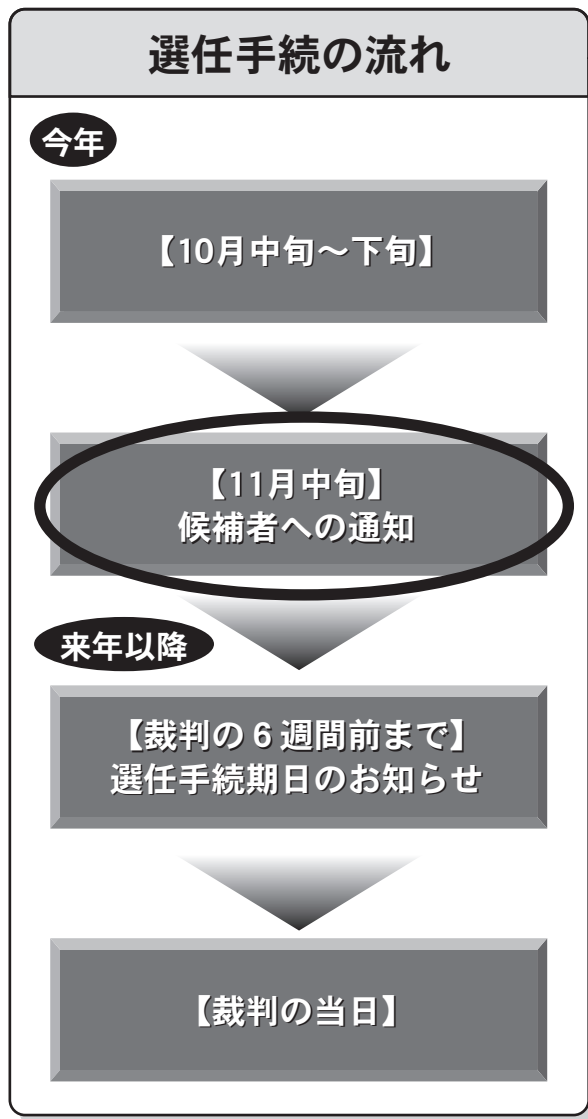 選任手続の流れ
今年
【10月中旬～下旬】
【11月中旬】
候補者への通知
来年以降
【裁判の６週間前まで】
選任手続期日のお知らせ
【裁判の当日】